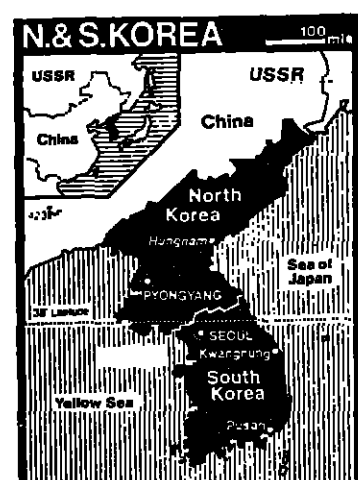 N.& S.KOREA
100 mi
USSR
China
USSR
China
North
Korea
Hungnam
Sea of
Japan
PYONGYANG
38° Latitude
SEOUL
Kwangnung
South
Korea
Yellow Sea
Pusan